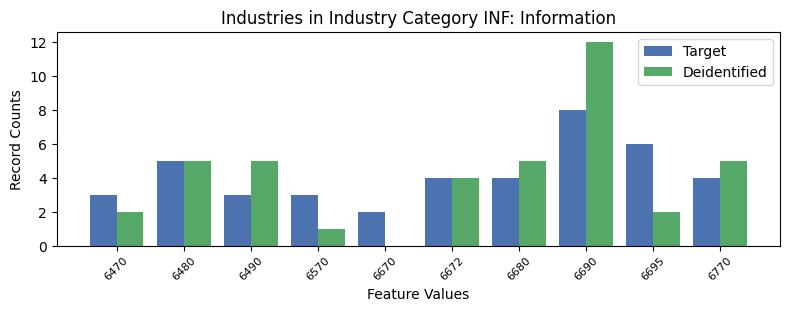 Industries in Industry Category INF: Information
Target
Deidentified
Record Counts
12
10
8
6
4
2
0
6470 6480 6490 6570 6670 6672 6680 6690 6695 6770
Feature Values